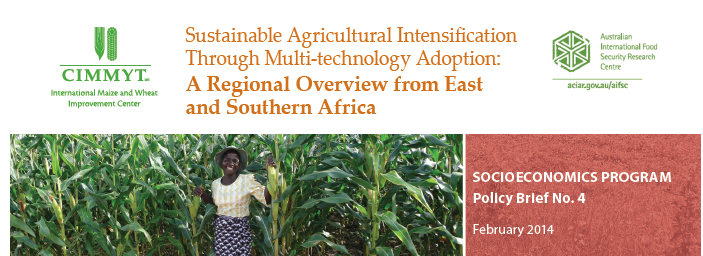 CIMMYT
International Maize and Wheat
Improvement Center
Sustainable Agricultural Intensification
Through Multi-technology Adoption:
A Regional Overview from East
and Southern Africa
Australian
International Food
Security Research
Centre
aciar.gov.au/aifsc
SOCIOECONOMICS PROGRAM
Policy Brief No. 4
February 2014